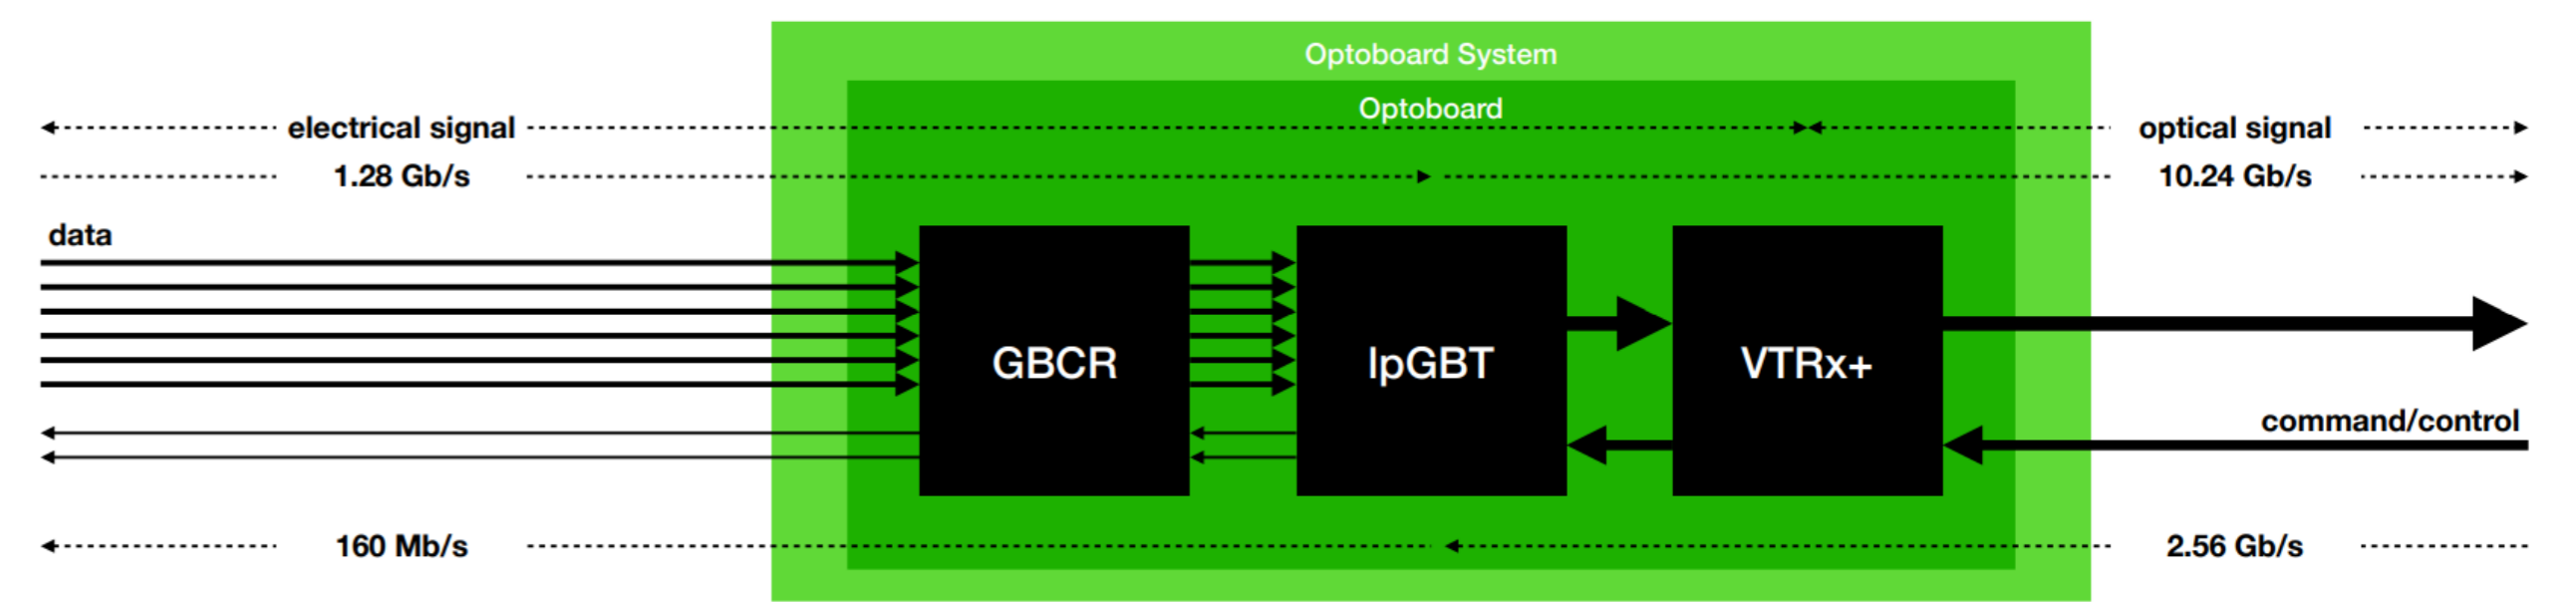 Optoboard System
Optoboard
electrical signal
optical signal
1.28 Gb/s
10.24 Gb/s
data
GBCR
lpGBT
VTRx+
command/control
160 Mb/s
2.56 Gb/s